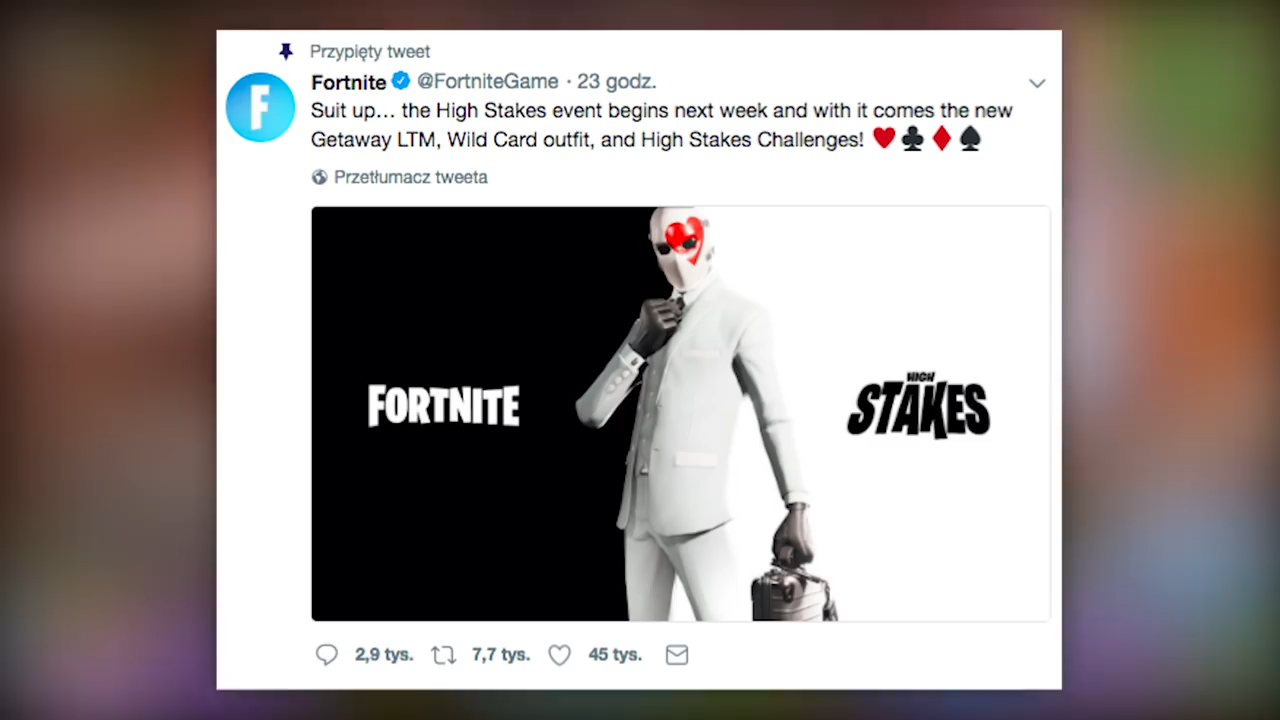 Przypięty tweet
Fortnite @FortniteGame · 23 godz.
Suit up… the High Stakes event begins next week and with it comes the new
Getaway LTM, Wild Card outfit, and High Stakes Challenges! ♥️♣️♦️♠️
Przetłumacz tweeta
FORTNITE
HIGH
STAKES
2,9 tys. 7,7 tys. 45 tys.